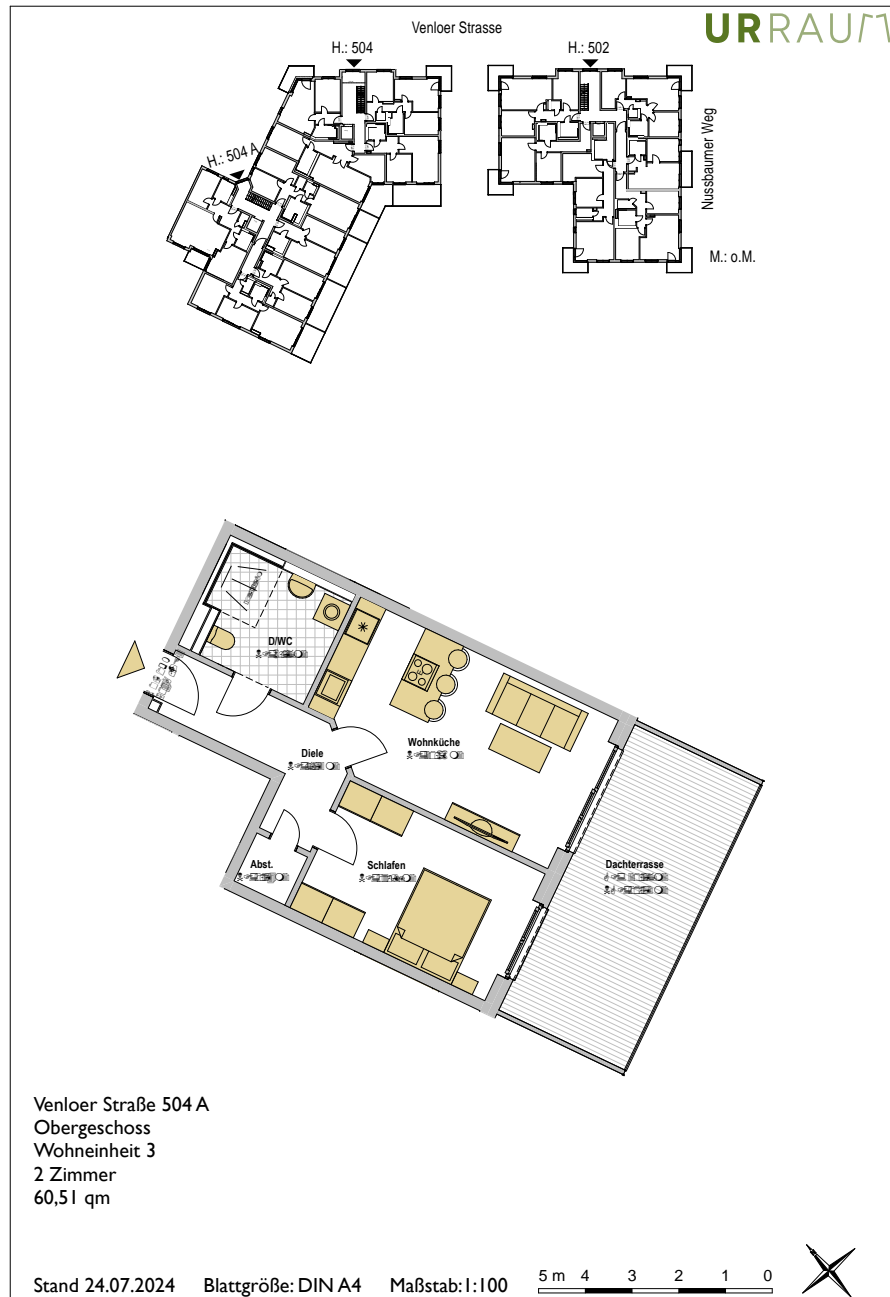 Venloer Strasse
URRAUM
H.: 504
H.: 502
H.: 504 A
Nussbaumer Weg
M.: o.M.
D/WC
Diele
Wohnküche
Abst.
Schlafen
Dachterrasse
Venloer Straße 504 A
Obergeschoss
Wohneinheit 3
2 Zimmer
60,51 qm
Stand 24.07.2024 Blattgröße: DIN A4 Maßstab:1:100
5 m 4 3 2 1 0